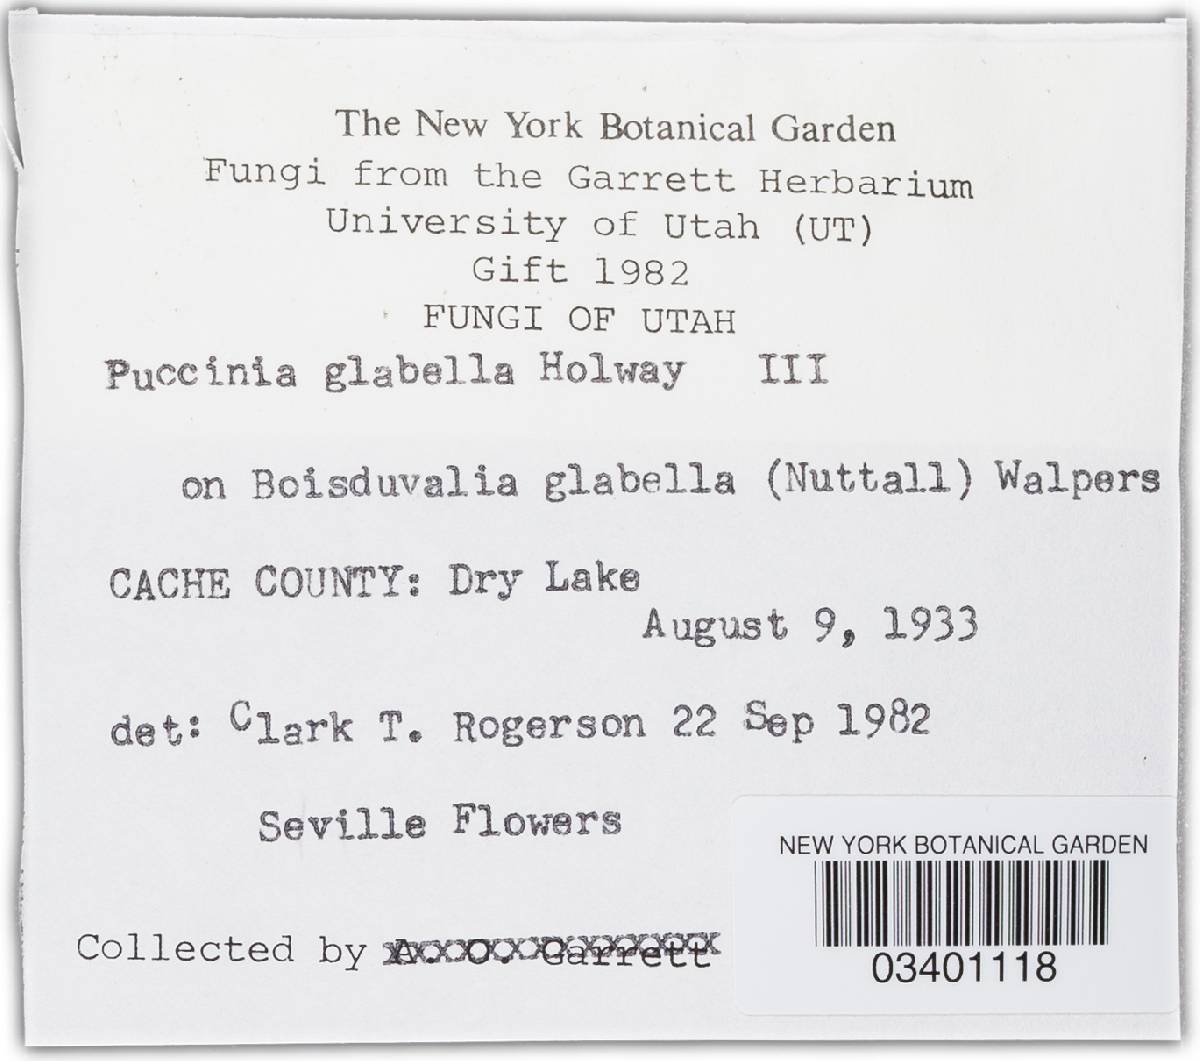 The New York Botanical Garden
Fungi from the Garrett Herbarium
University of Utah (UT)
Gift 1982
FUNGI OF UTAH
Puccinia glabella Holway III
on Boisduvalia glabella (Nuttall) Walpers
CACHE COUNTY: Dry Lake
August 9, 1933
det: Clark T. Rogerson 22 Sep 1982
Seville Flowers
Collected by A. O. Garrett
NEW YORK BOTANICAL GARDEN
03401118